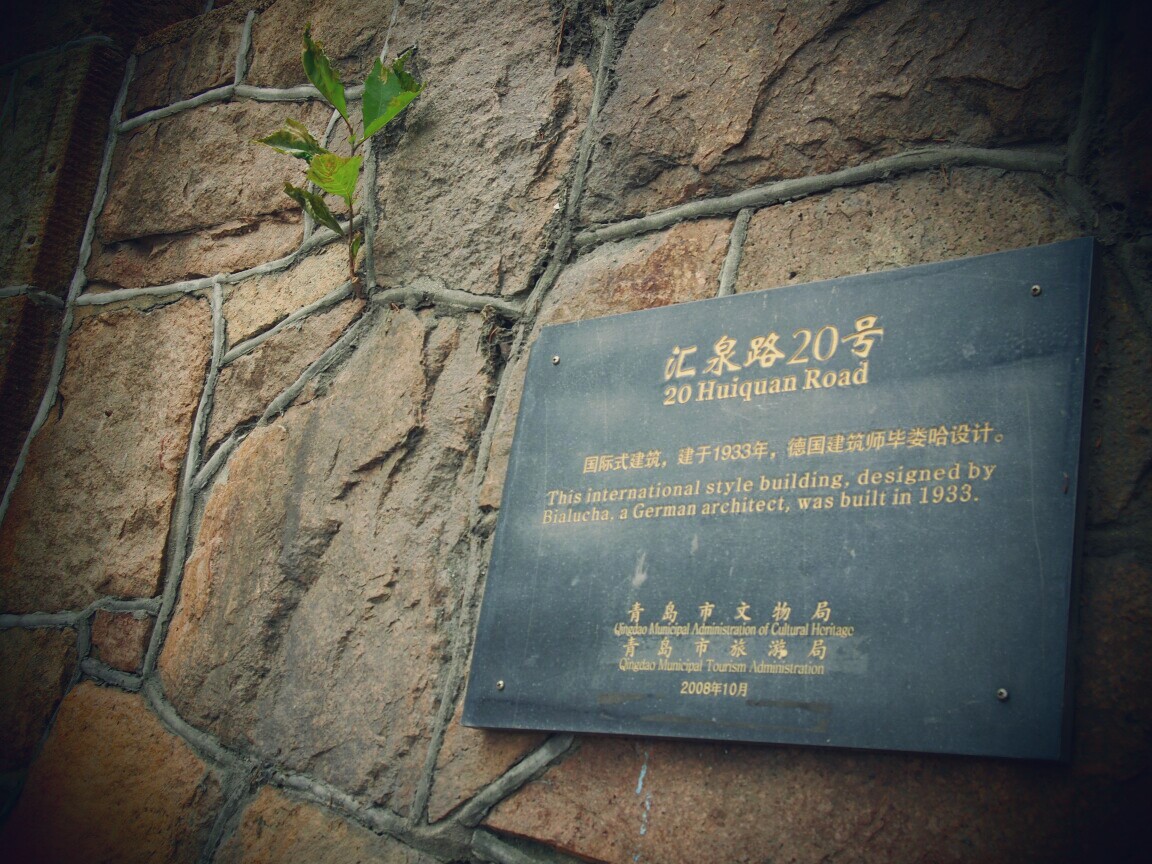 汇泉路20号
20 Huiquan Road
国际式建筑，建于1933年，德国建筑师毕娄哈设计。
This international style building, designed by
Bialucha, a German architect, was built in 1933.
青岛市文物局
Qingdao Municipal Administration of Cultural Heritage
青岛市旅游局
Qingdao Municipal Tourism Administration
2008年10月